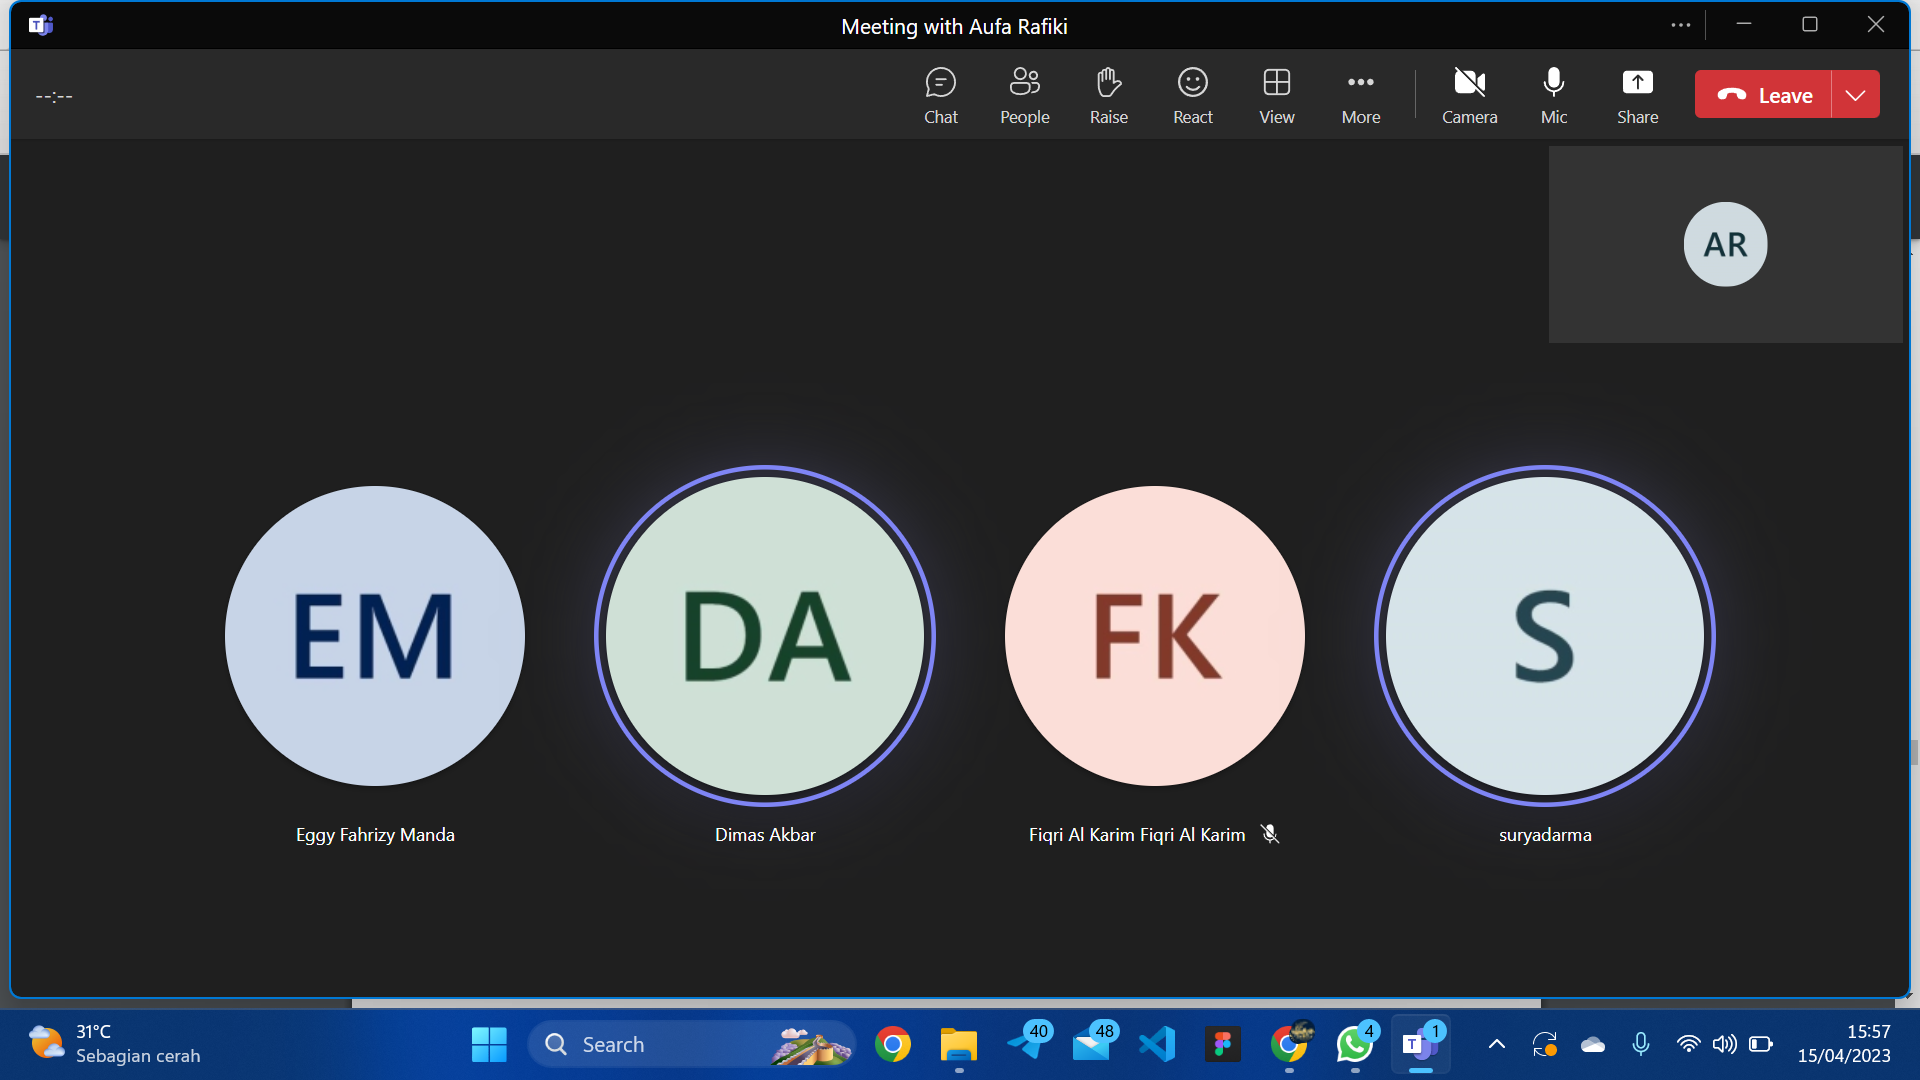 Meeting with Aufa Rafiki
--:--
Chat
People
Raise
React
View
More
Camera
Mic
Share
Leave
AR
EM
DA
FK
S
Eggy Fahrizy Manda
Dimas Akbar
Fiqri Al Karim Fiqri Al Karim
suryadarma
31°C
Sebagian cerah
Search
40
48
4
T
1
15:57
15/04/2023